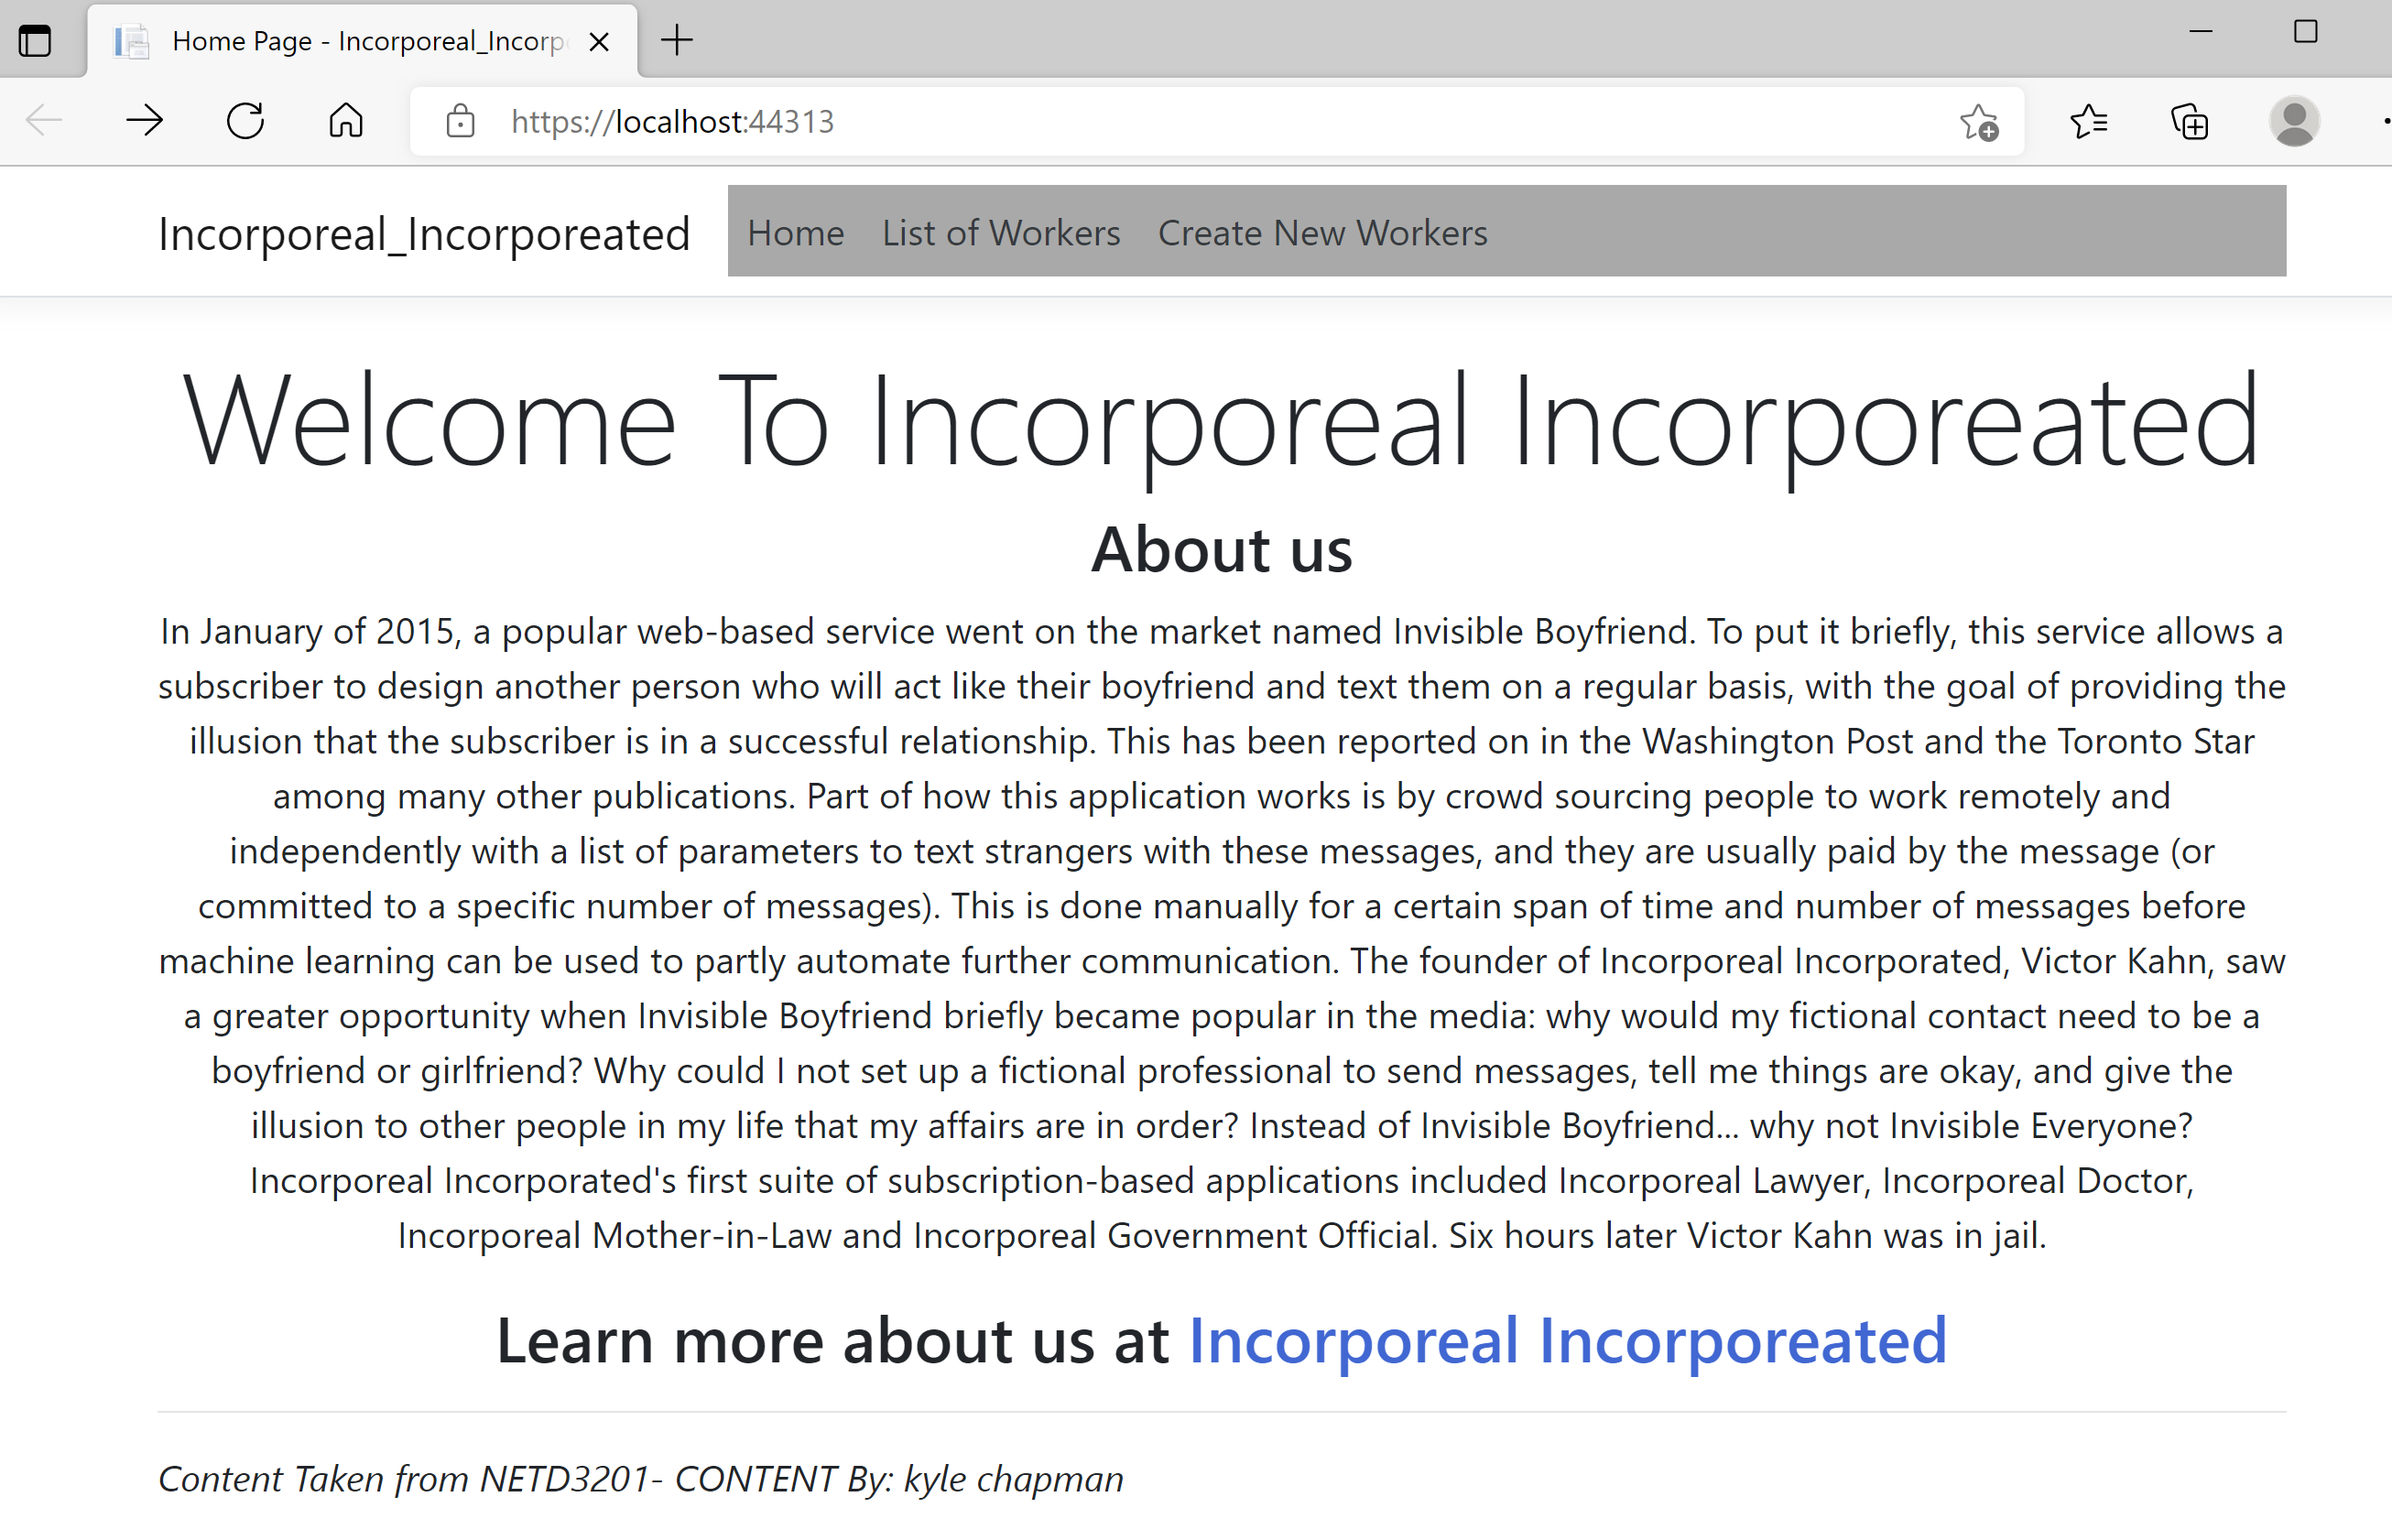 Home Page - Incorporeal_Incorp
https://localhost:44313
Incorporeal_Incorporeated Home List of Workers Create New Workers
Welcome To Incorporeal Incorporeated
About us
In January of 2015, a popular web-based service went on the market named Invisible Boyfriend. To put it briefly, this service allows a
subscriber to design another person who will act like their boyfriend and text them on a regular basis, with the goal of providing the
illusion that the subscriber is in a successful relationship. This has been reported on in the Washington Post and the Toronto Star
among many other publications. Part of how this application works is by crowd sourcing people to work remotely and
independently with a list of parameters to text strangers with these messages, and they are usually paid by the message (or
committed to a specific number of messages). This is done manually for a certain span of time and number of messages before
machine learning can be used to partly automate further communication. The founder of Incorporeal Incorporated, Victor Kahn, saw
a greater opportunity when Invisible Boyfriend briefly became popular in the media: why would my fictional contact need to be a
boyfriend or girlfriend? Why could I not set up a fictional professional to send messages, tell me things are okay, and give the
illusion to other people in my life that my affairs are in order? Instead of Invisible Boyfriend... why not Invisible Everyone?
Incorporeal Incorporated's first suite of subscription-based applications included Incorporeal Lawyer, Incorporeal Doctor,
Incorporeal Mother-in-Law and Incorporeal Government Official. Six hours later Victor Kahn was in jail.
Learn more about us at Incorporeal Incorporeated
Content Taken from NETD3201- CONTENT By: kyle chapman